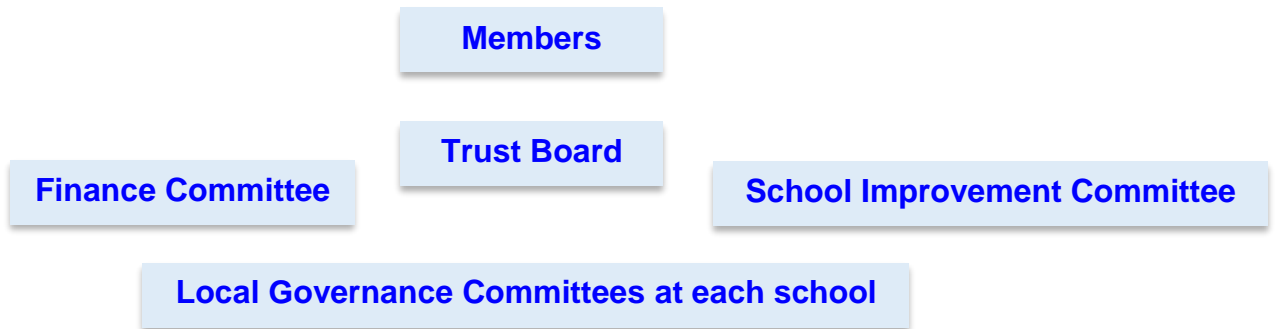 Members
Trust Board
Finance Committee
School Improvement Committee
Local Governance Committees at each school